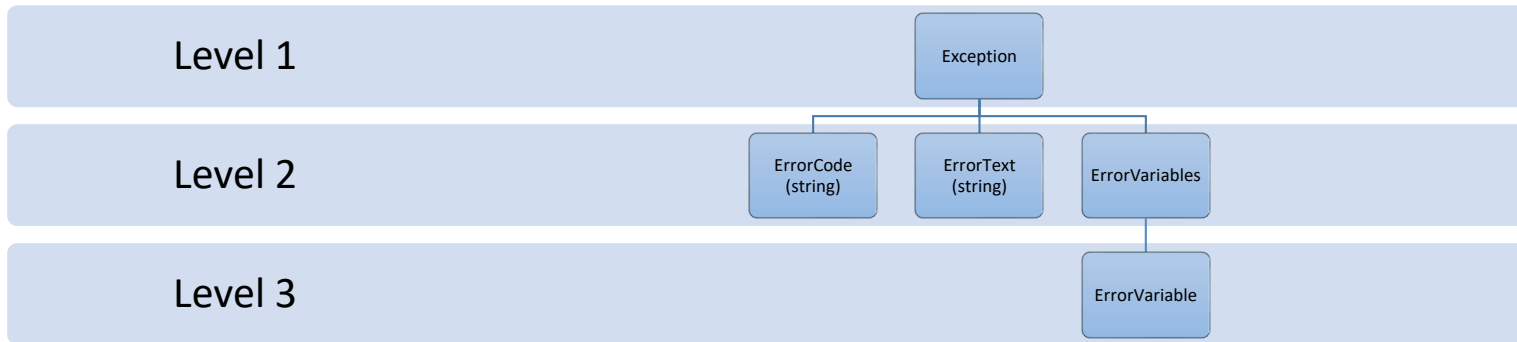 Level 1
Exception
Level 2
ErrorCode
(string)
ErrorText
(string)
ErrorVariables
Level 3
ErrorVariable